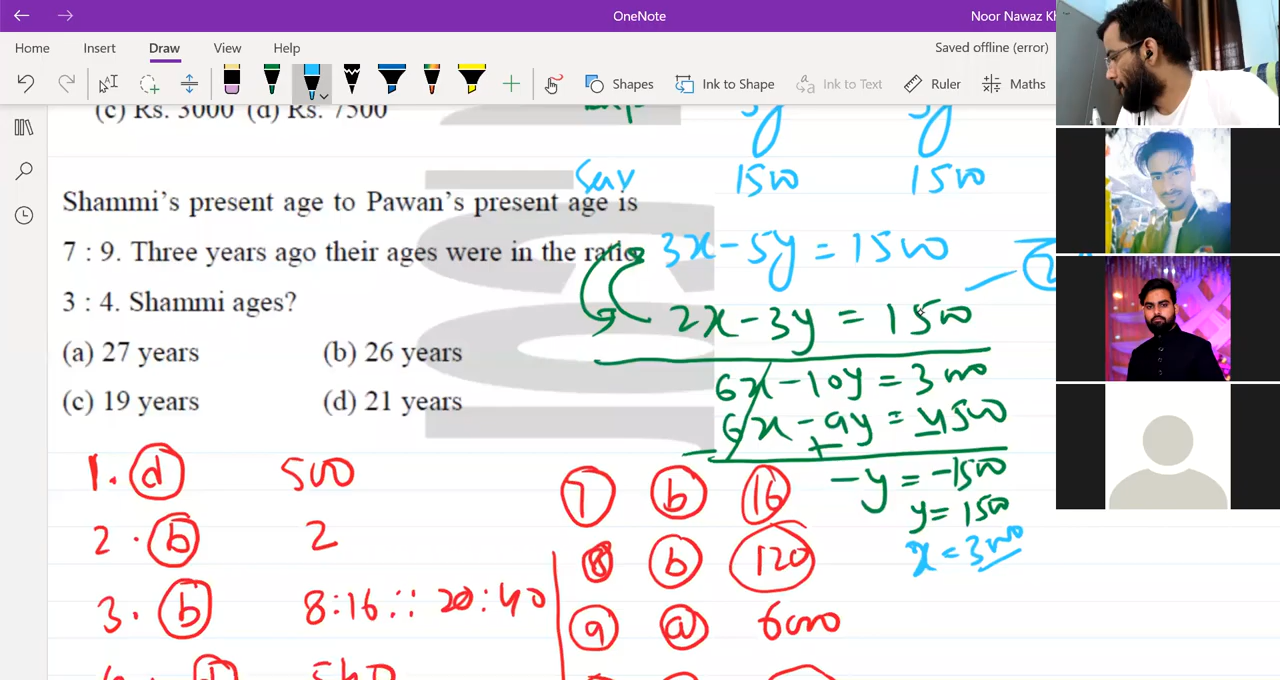 OneNote
Noor Nawaz Kh
Home Insert Draw View Help
Saved offline (error)
Shapes Ink to Shape Ink to Text Ruler Maths
(c) Rs. 3000 (d) Rs. 7500
Sav 1500 1500
Shammi's present age to Pawan's present age is
7 : 9. Three years ago their ages were in the ratio
3 : 4. Shammi ages?
(a) 27 years (b) 26 years
(c) 19 years (d) 21 years
3x - 5y = 1500
2x - 3y = 1500
6x - 10y = 3000
6x - 9y = 4500
- +
-y = -1500
y = 1500
x = 3000
1. d 500
2. b 2
3. b 8:16 :: 20:40
540
7 b 16
8 b 120
9 a 6000